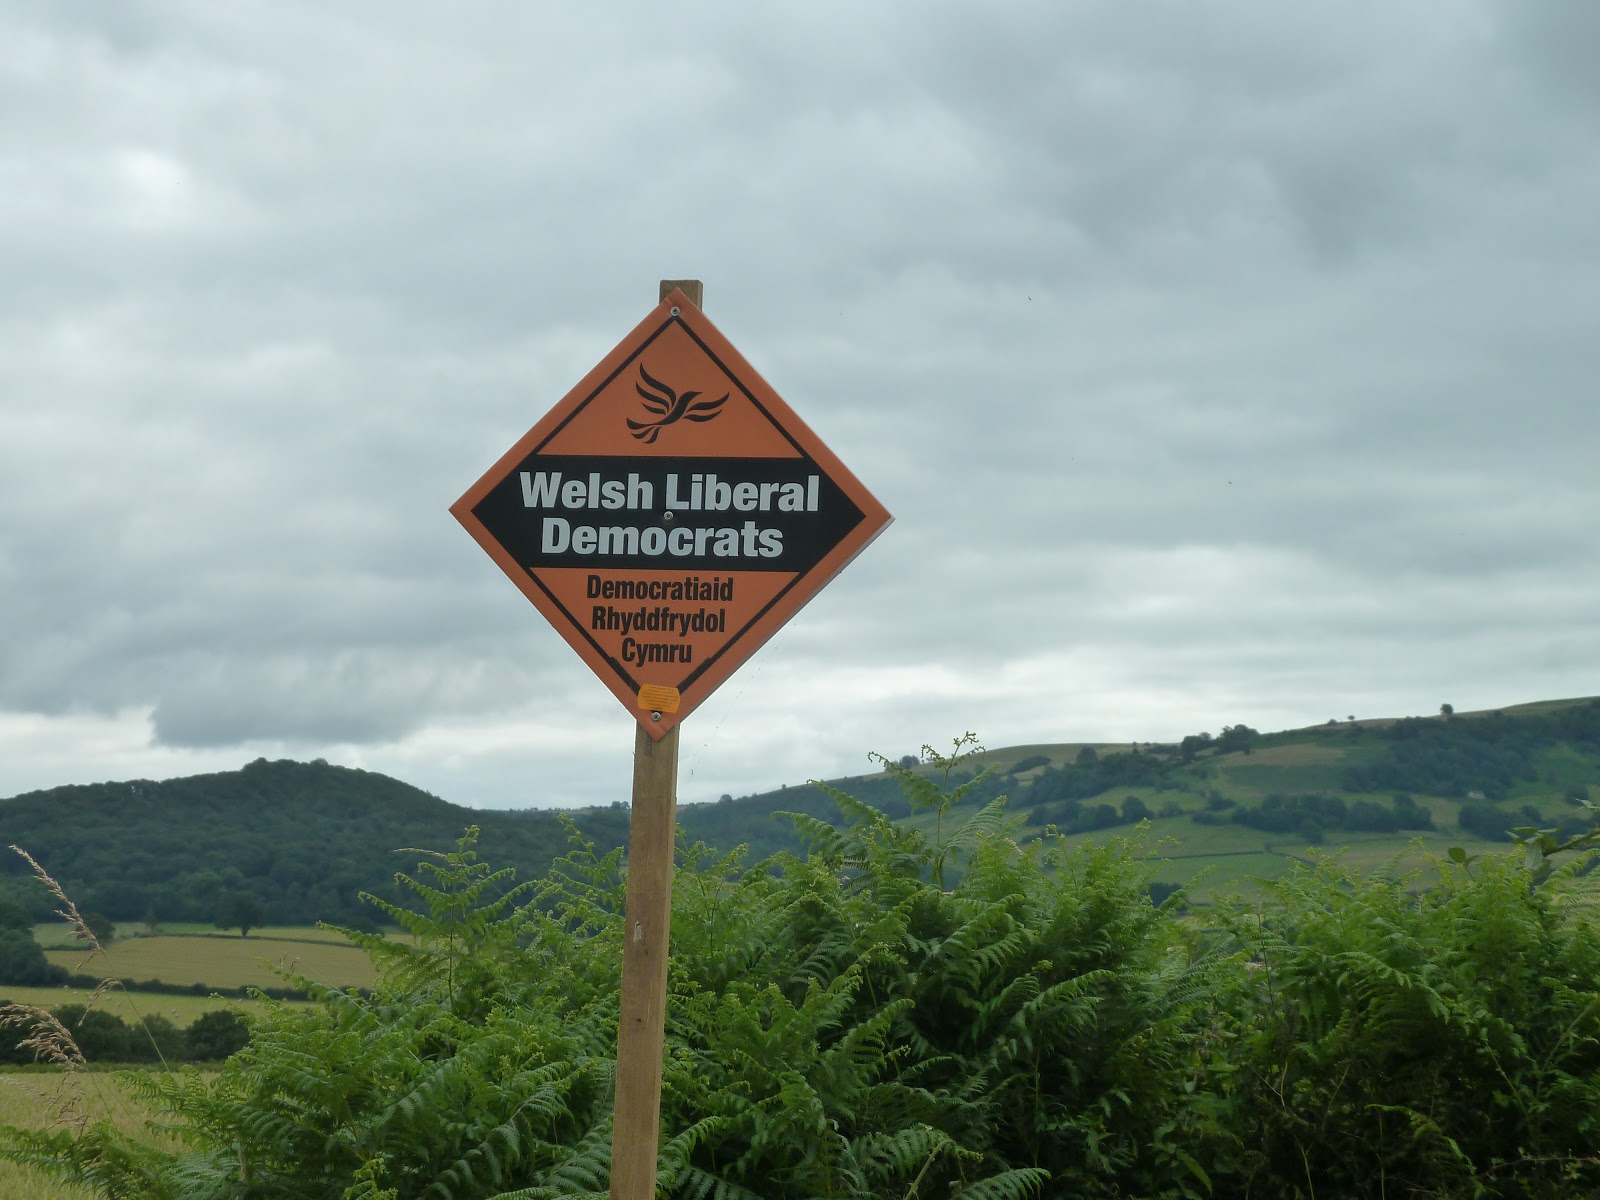 Welsh Liberal
Democrats
Democratiaid
Rhyddfrydol
Cymru